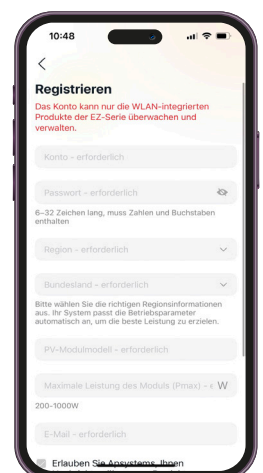 10:48
Registrieren
Das Konto kann nur die WLAN-integrierten
Produkte der EZ-Serie überwachen und
verwalten.
Konto - erforderlich
Passwort - erforderlich
6-32 Zeichen lang, muss Zahlen und Buchstaben
enthalten
Region - erforderlich
Bundesland - erforderlich
Bitte wählen Sie die richtigen Regionsinformationen
aus. Ihr System passt die Betriebsparameter
automatisch an, um die beste Leistung zu erzielen.
PV-Modulmodell - erforderlich
Maximale Leistung des Moduls (Pmax) - e W
200-1000W
E-Mail - erforderlich
Erlauben Sie Apsystems, Ihnen